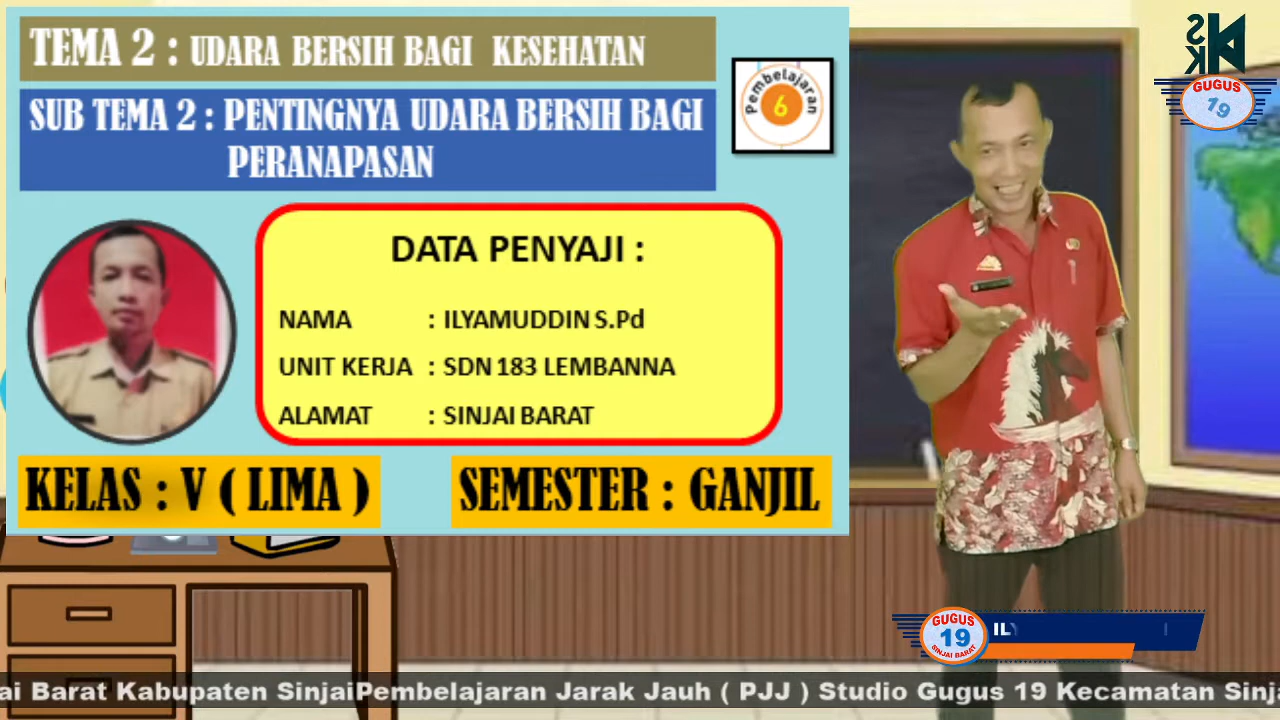 TEMA 2 : UDARA BERSIH BAGI KESEHATAN
SUB TEMA 2 : PENTINGNYA UDARA BERSIH BAGI
PERANAPASAN
Pembelajaran
6
DATA PENYAJI :
NAMA : ILYAMUDDIN S.Pd
UNIT KERJA : SDN 183 LEMBANNA
ALAMAT : SINJAI BARAT
KELAS : V ( LIMA )
SEMESTER : GANJIL
GUGUS
19
GUGUS
19
SINJAI BARAT
IL
ai Barat Kabupaten SinjaiPembelajaran Jarak Jauh ( PJJ ) Studio Gugus 19 Kecamatan Sinja